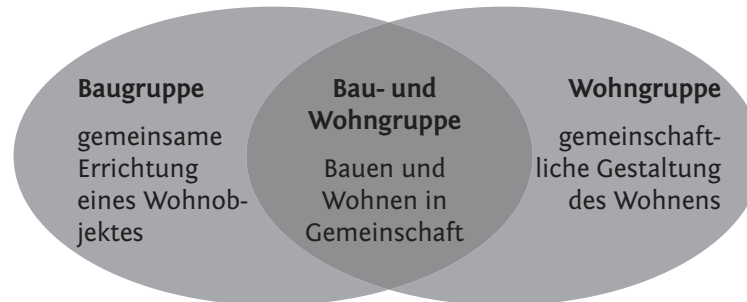 Baugruppe
gemeinsame
Errichtung
eines Wohnob-
jektes
Bau- und
Wohngruppe
Bauen und
Wohnen in
Gemeinschaft
Wohngruppe
gemeinschaft-
liche Gestaltung
des Wohnens